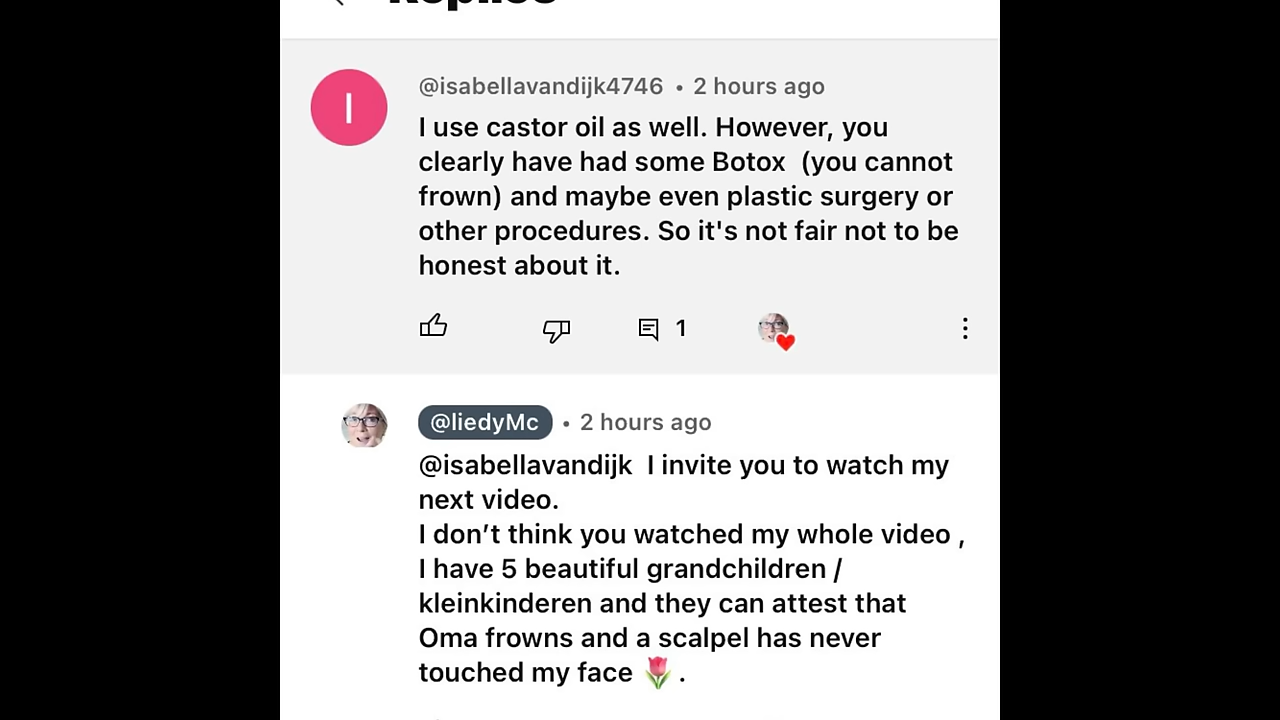 Replies
I
@isabellavandijk4746 • 2 hours ago
I use castor oil as well. However, you
clearly have had some Botox  (you cannot
frown) and maybe even plastic surgery or
other procedures. So it's not fair not to be
honest about it.
1
@liedyMc • 2 hours ago
@isabellavandijk  I invite you to watch my
next video.
I don’t think you watched my whole video ,
I have 5 beautiful grandchildren /
kleinkinderen and they can attest that
Oma frowns and a scalpel has never
touched my face 🌷 .